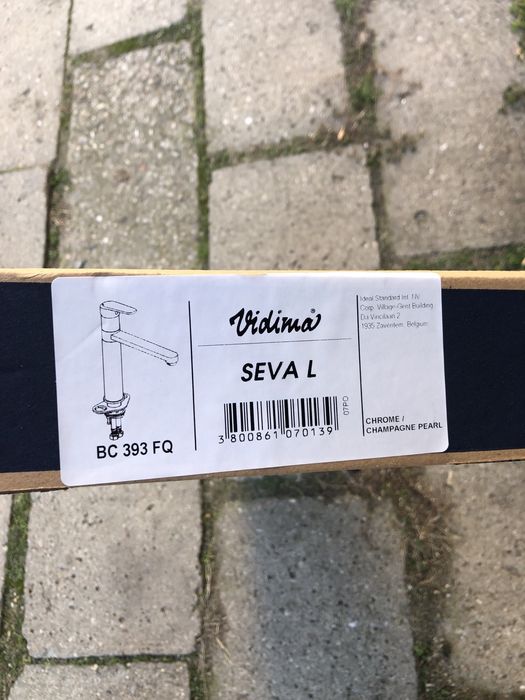 Vidima
SEVA L
BC 393 FQ
3 800861 070139
07PO
Ideal Standard Int. NV
Corp. Village-Gent Building
Da Vincilaan 2
1935 Zaventem, Belgium
CHROME /
CHAMPAGNE PEARL